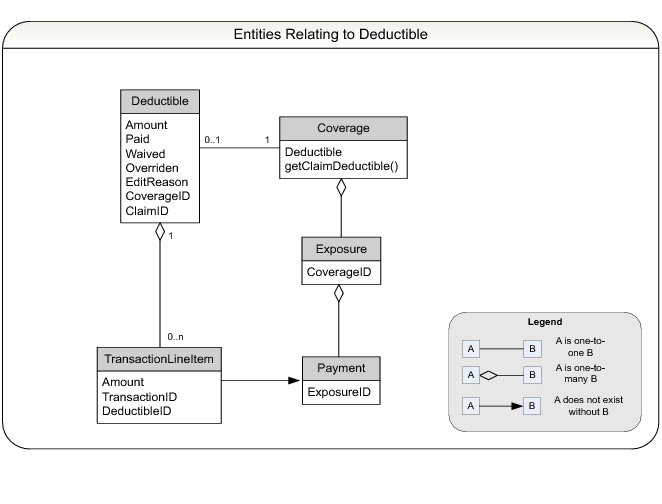 Entities Relating to Deductible
Deductible
Amount
Paid
Waived
Overriden
EditReason
CoverageID
ClaimID
0..1
1
Coverage
Deductible
getClaimDeductible()
1
0..n
Exposure
CoverageID
TransactionLineItem
Amount
TransactionID
DeductibleID
Payment
ExposureID
Legend
A
B
A is one-to-
one B
A
B
A is one-to-
many B
A
B
A does not exist
without B